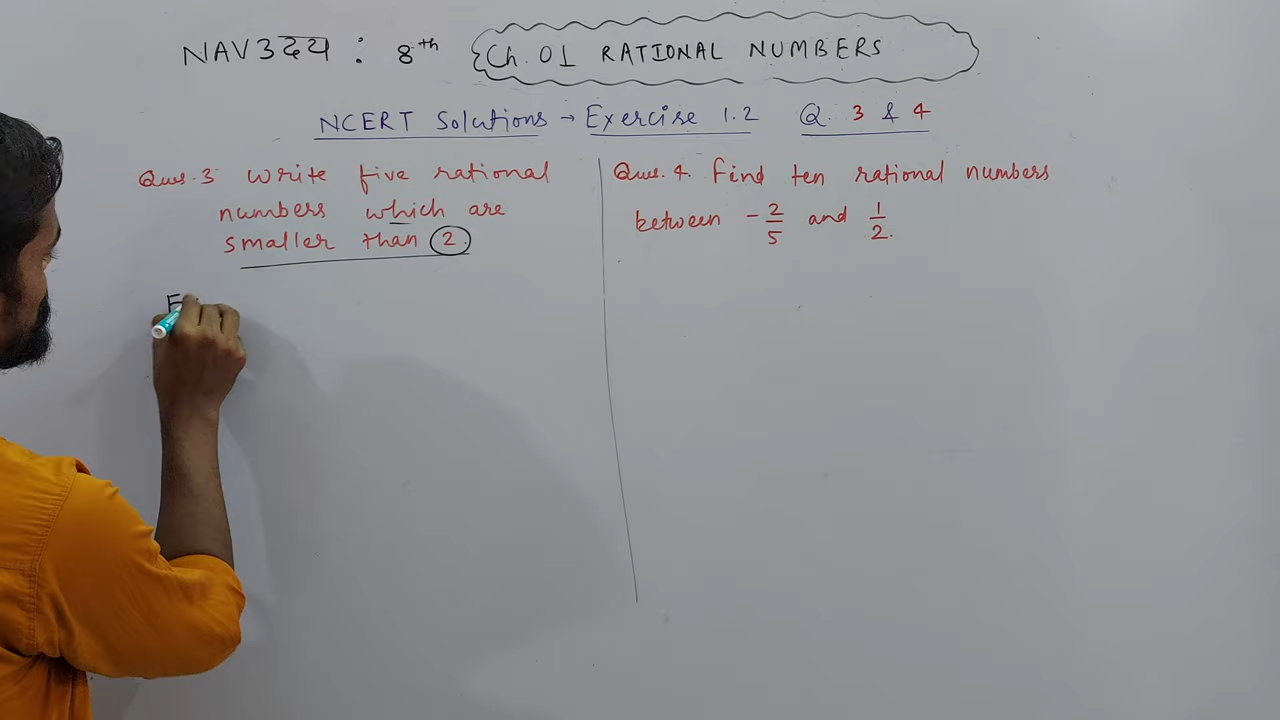 NAV3उदय : 8th Ch. 01 RATIONAL NUMBERS
NCERT Solutions → Exercise 1.2 Q. 3 & 4
Ques. 3 Write five rational
numbers which are
smaller than 2.
F
Ques. 4. Find ten rational numbers
between -2/5 and 1/2.